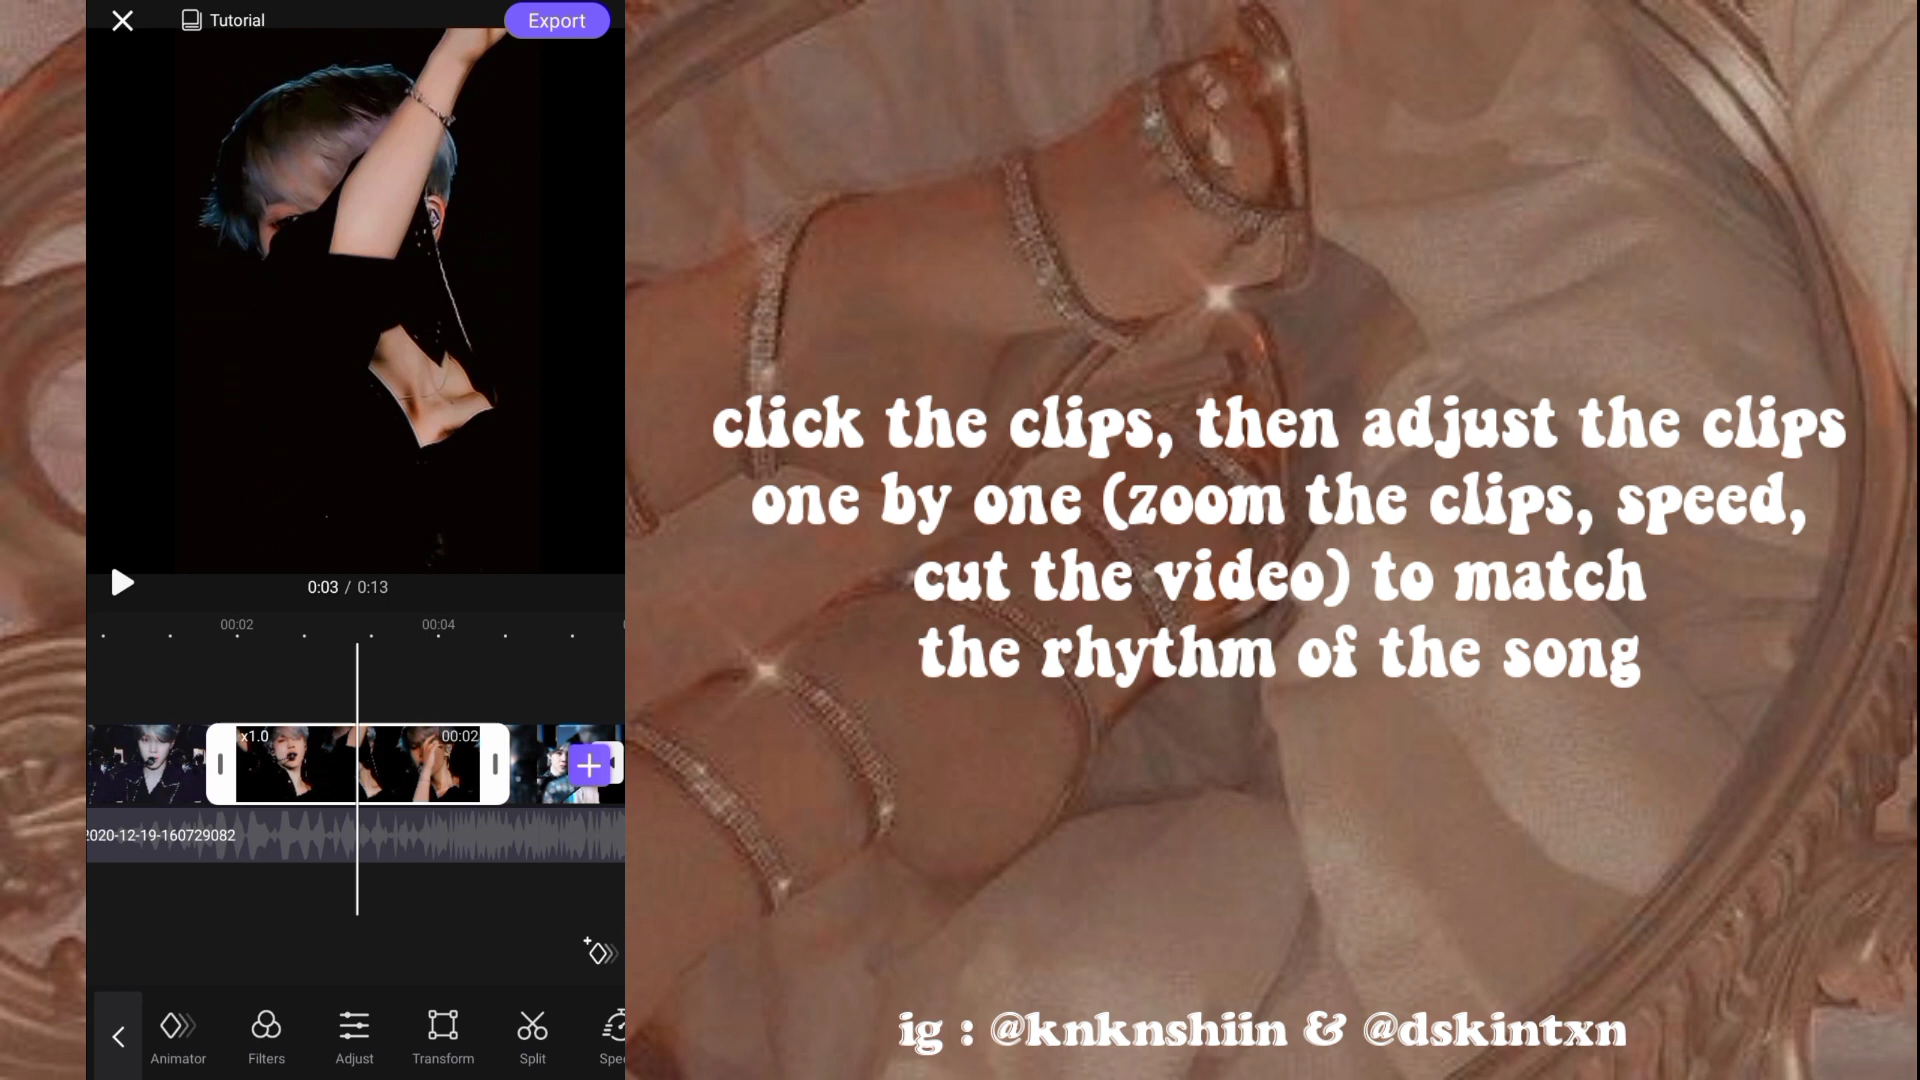 Tutorial
Export
0:03 / 0:13
00:02
00:04
x1.0
00:02
2020-12-19-160729082
Animator
Filters
Adjust
Transform
Split
click the clips, then adjust the clips
one by one (zoom the clips, speed,
cut the video) to match
the rhythm of the song
ig : @knknshiin & @dskintxn